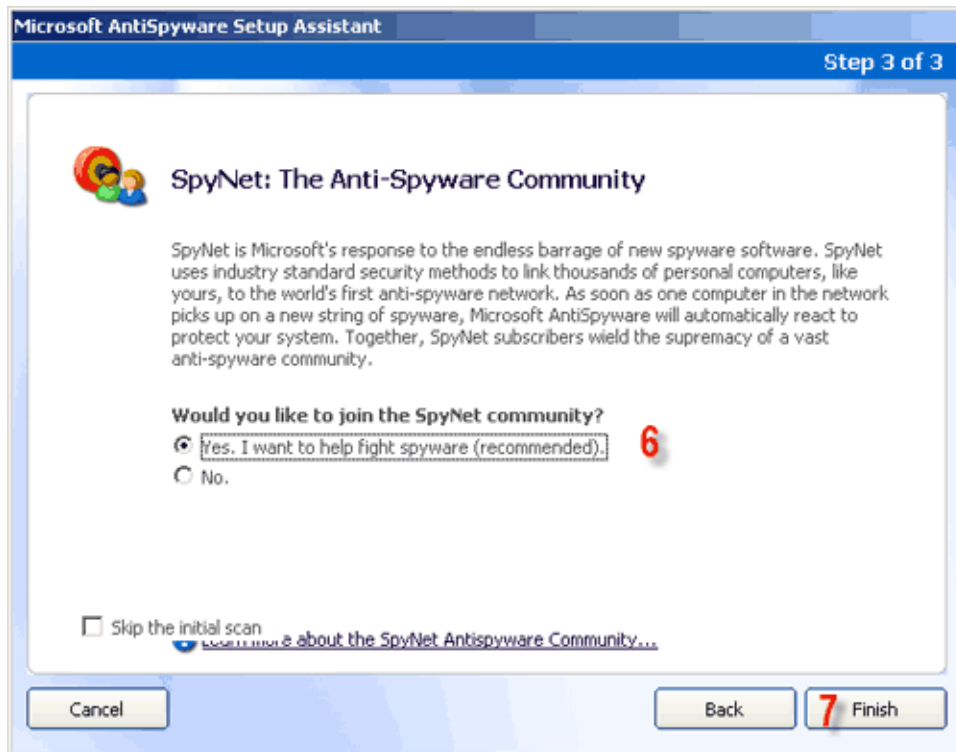 Microsoft AntiSpyware Setup Assistant
Step 3 of 3
SpyNet: The Anti-Spyware Community
SpyNet is Microsoft's response to the endless barrage of new spyware software. SpyNet
uses industry standard security methods to link thousands of personal computers, like
yours, to the world's first anti-spyware network. As soon as one computer in the network
picks up on a new string of spyware, Microsoft AntiSpyware will automatically react to
protect your system. Together, SpyNet subscribers wield the supremacy of a vast
anti-spyware community.
Would you like to join the SpyNet community?
Yes. I want to help fight spyware (recommended). 6
No.
Skip the initial scan
Learn more about the SpyNet Antispyware Community...
Cancel Back 7 Finish